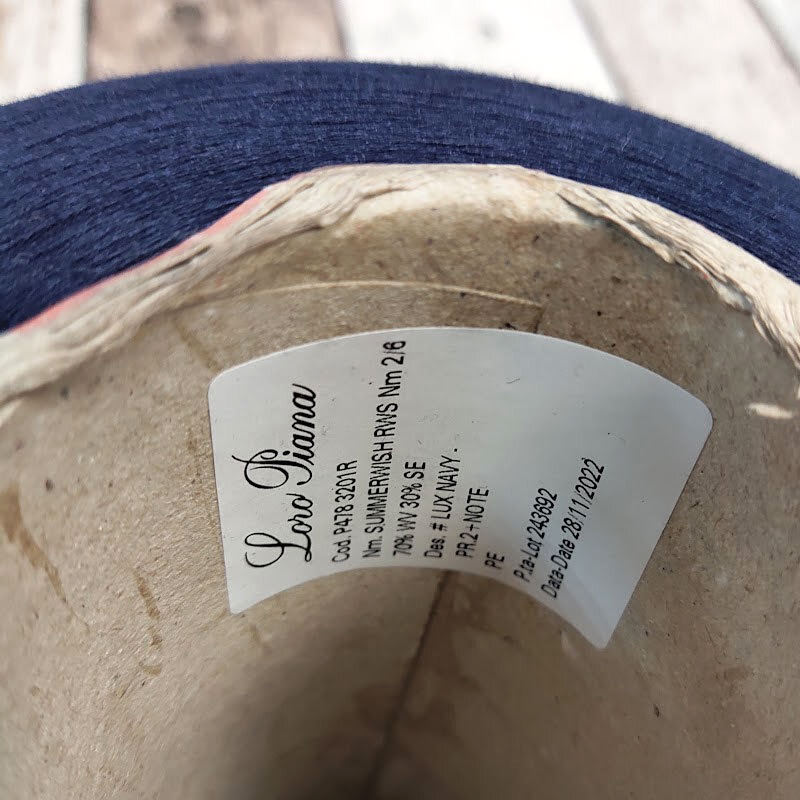 Loro Piana
Cod. P478 3201R
Nm. SUMMERWISH RWS Nm 2/6
70% WV 30% SE
Des. # LUX NAVY .
PR.2+NOTE
PE
P.ta-Lot 243692
Data-Date 28/11/2022